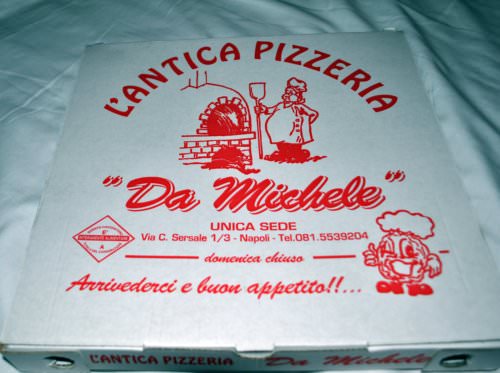 L'ANTICA PIZZERIA
"Da Michele"
UNICA SEDE
Via C. Sersale 1/3 - Napoli - Tel.081.5539204
domenica chiuso
Arrivederci e buon appetito!!...
L'ANTICA PIZZERIA Da Michele